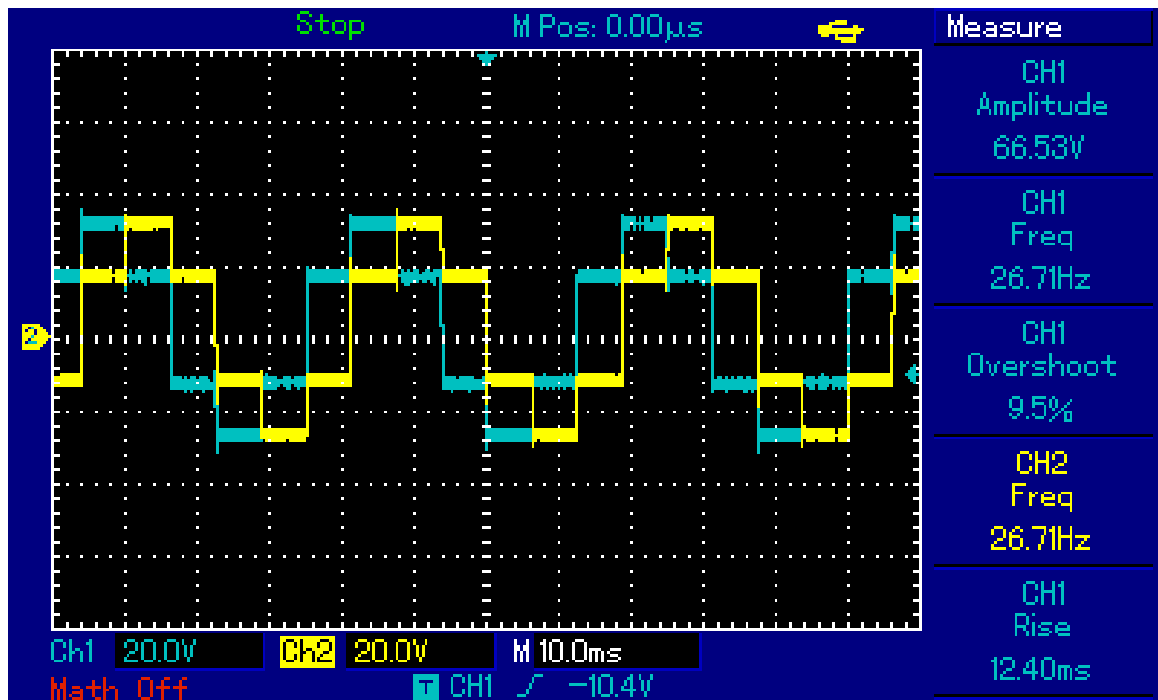 Stop M Pos: 0.00μs Measure
CH1
Amplitude
66.53V
CH1
Freq
26.71Hz
CH1
Overshoot
9.5%
2
CH2
Freq
26.71Hz
CH1
Rise
12.40ms
Ch1 20.0V Ch2 20.0V M 10.0ms
Math Off T CH1 -10.4V